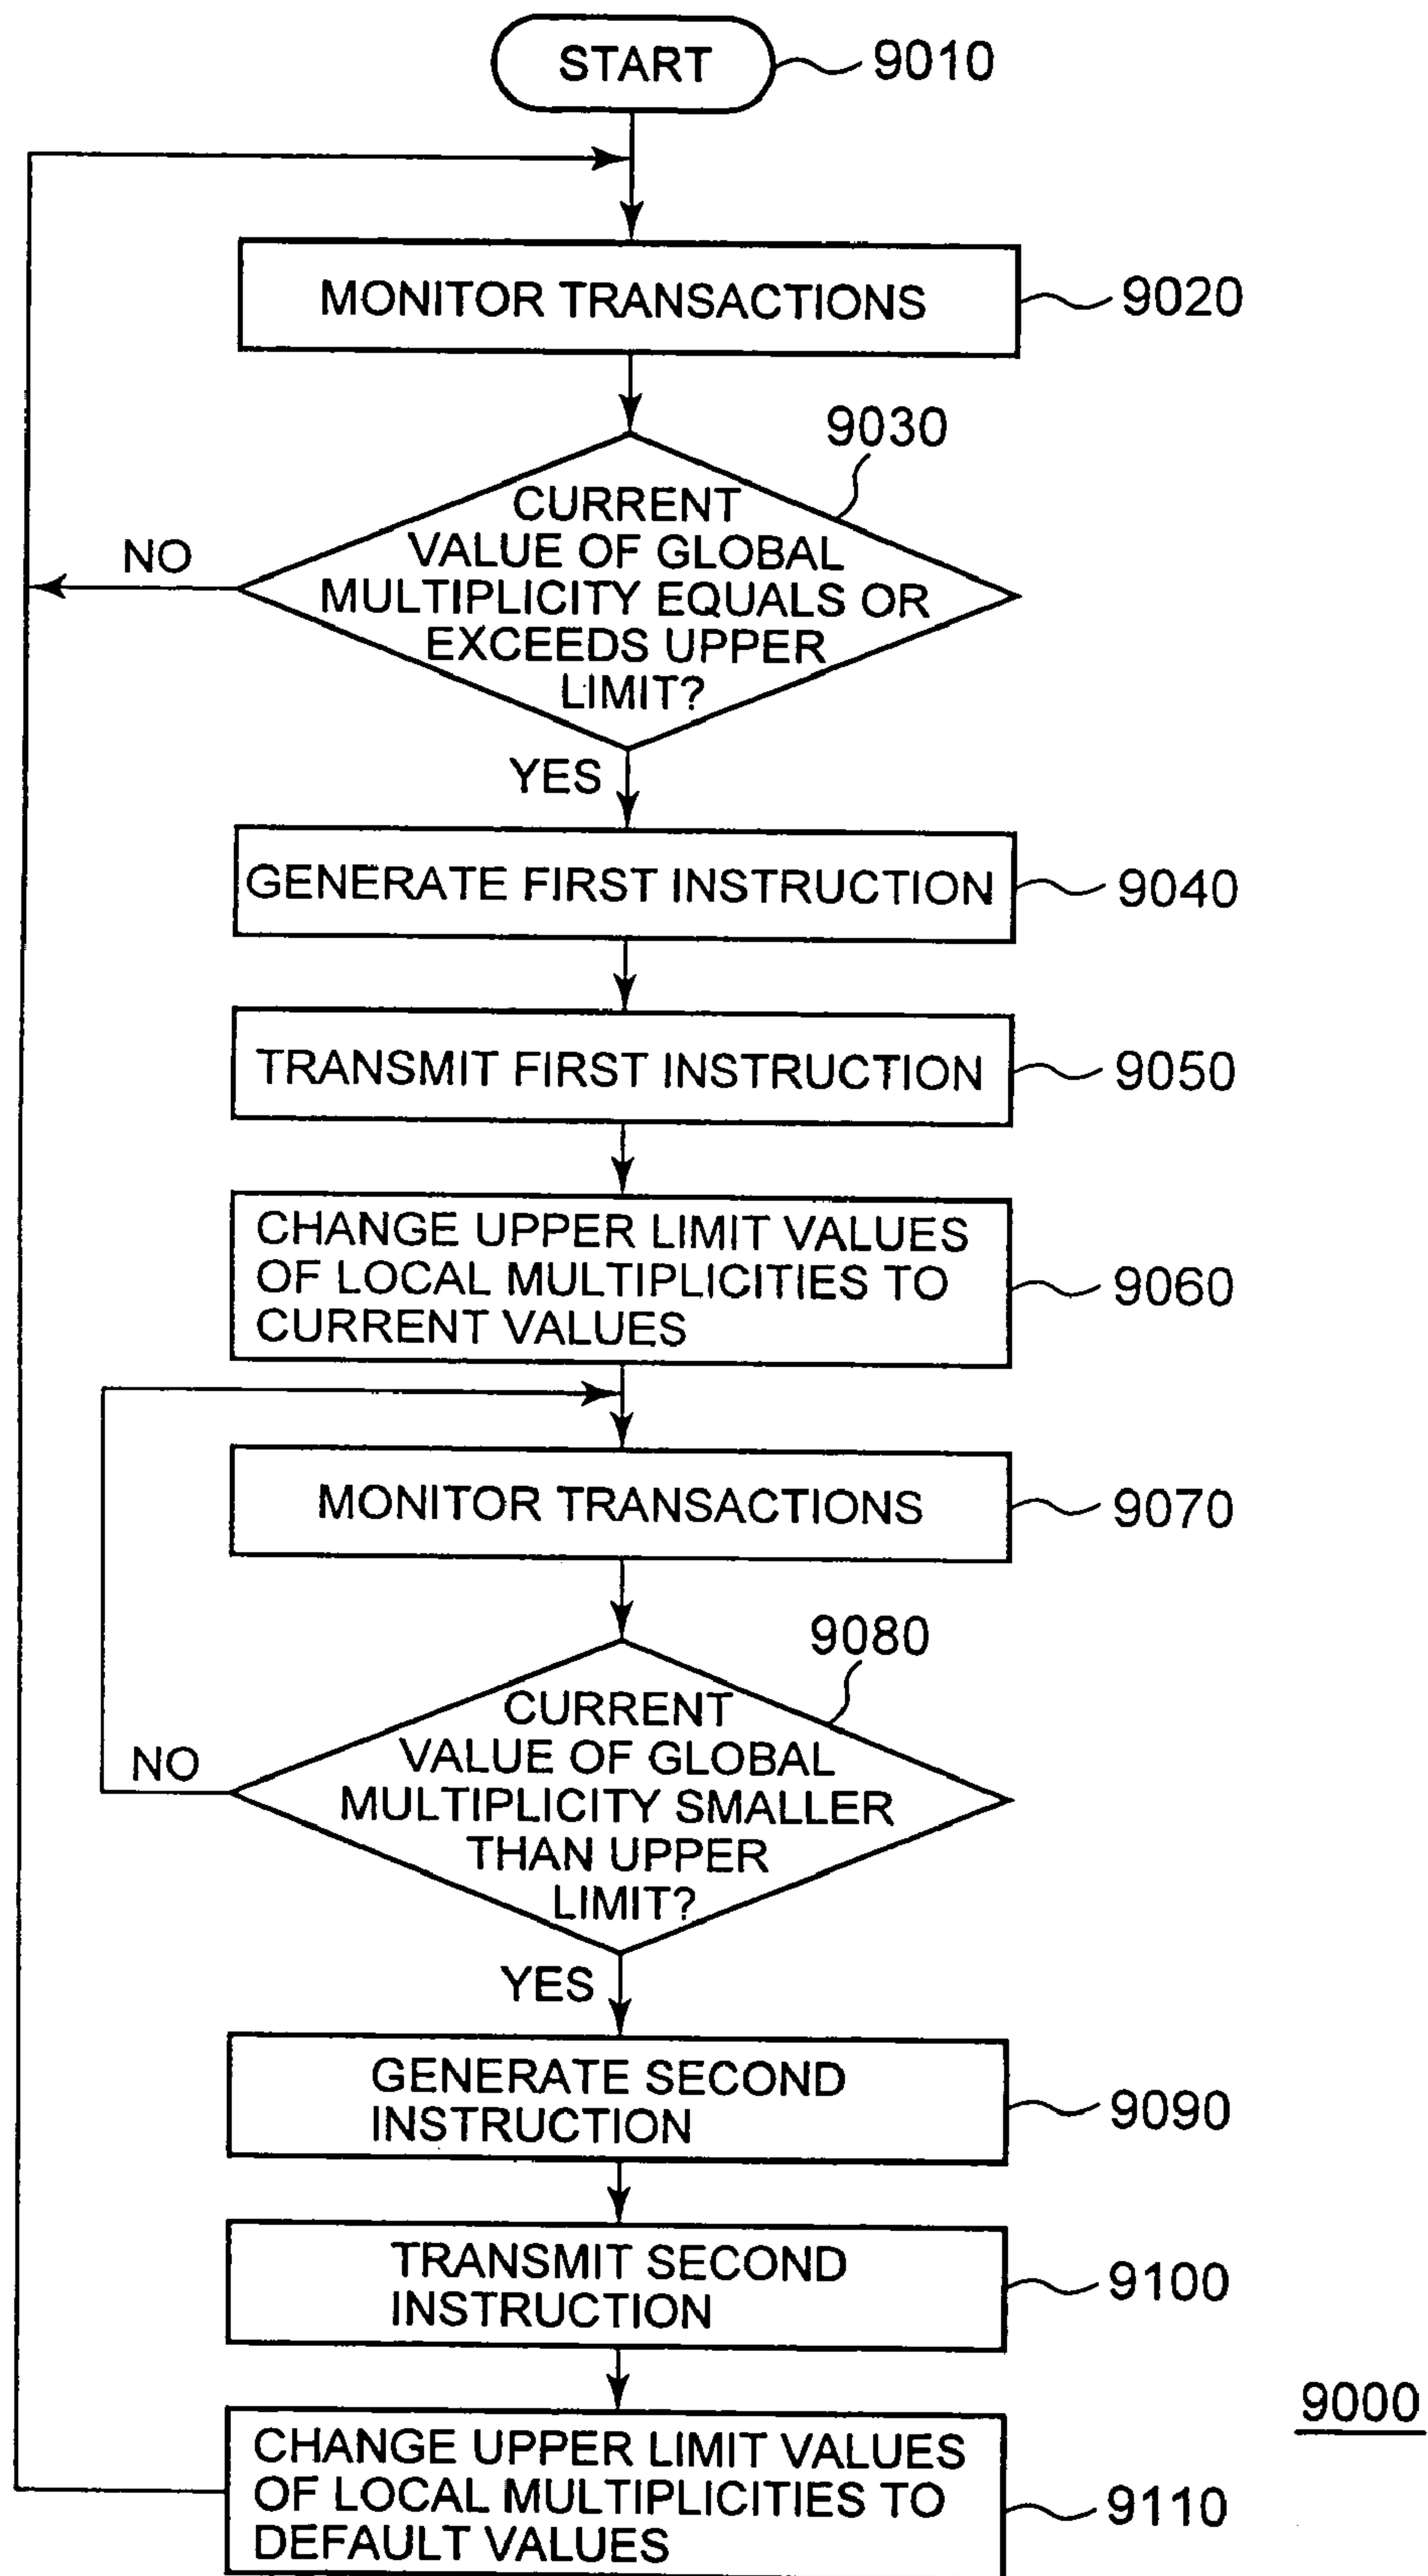 START
9010
MONITOR TRANSACTIONS
9020
9030
CURRENT
VALUE OF GLOBAL
MULTIPLICITY EQUALS OR
EXCEEDS UPPER
LIMIT?
NO
YES
GENERATE FIRST INSTRUCTION
9040
TRANSMIT FIRST INSTRUCTION
9050
CHANGE UPPER LIMIT VALUES
OF LOCAL MULTIPLICITIES TO
CURRENT VALUES
9060
MONITOR TRANSACTIONS
9070
9080
CURRENT
VALUE OF GLOBAL
MULTIPLICITY SMALLER
THAN UPPER
LIMIT?
NO
YES
GENERATE SECOND
INSTRUCTION
9090
TRANSMIT SECOND
INSTRUCTION
9100
9000
CHANGE UPPER LIMIT VALUES
OF LOCAL MULTIPLICITIES TO
DEFAULT VALUES
9110